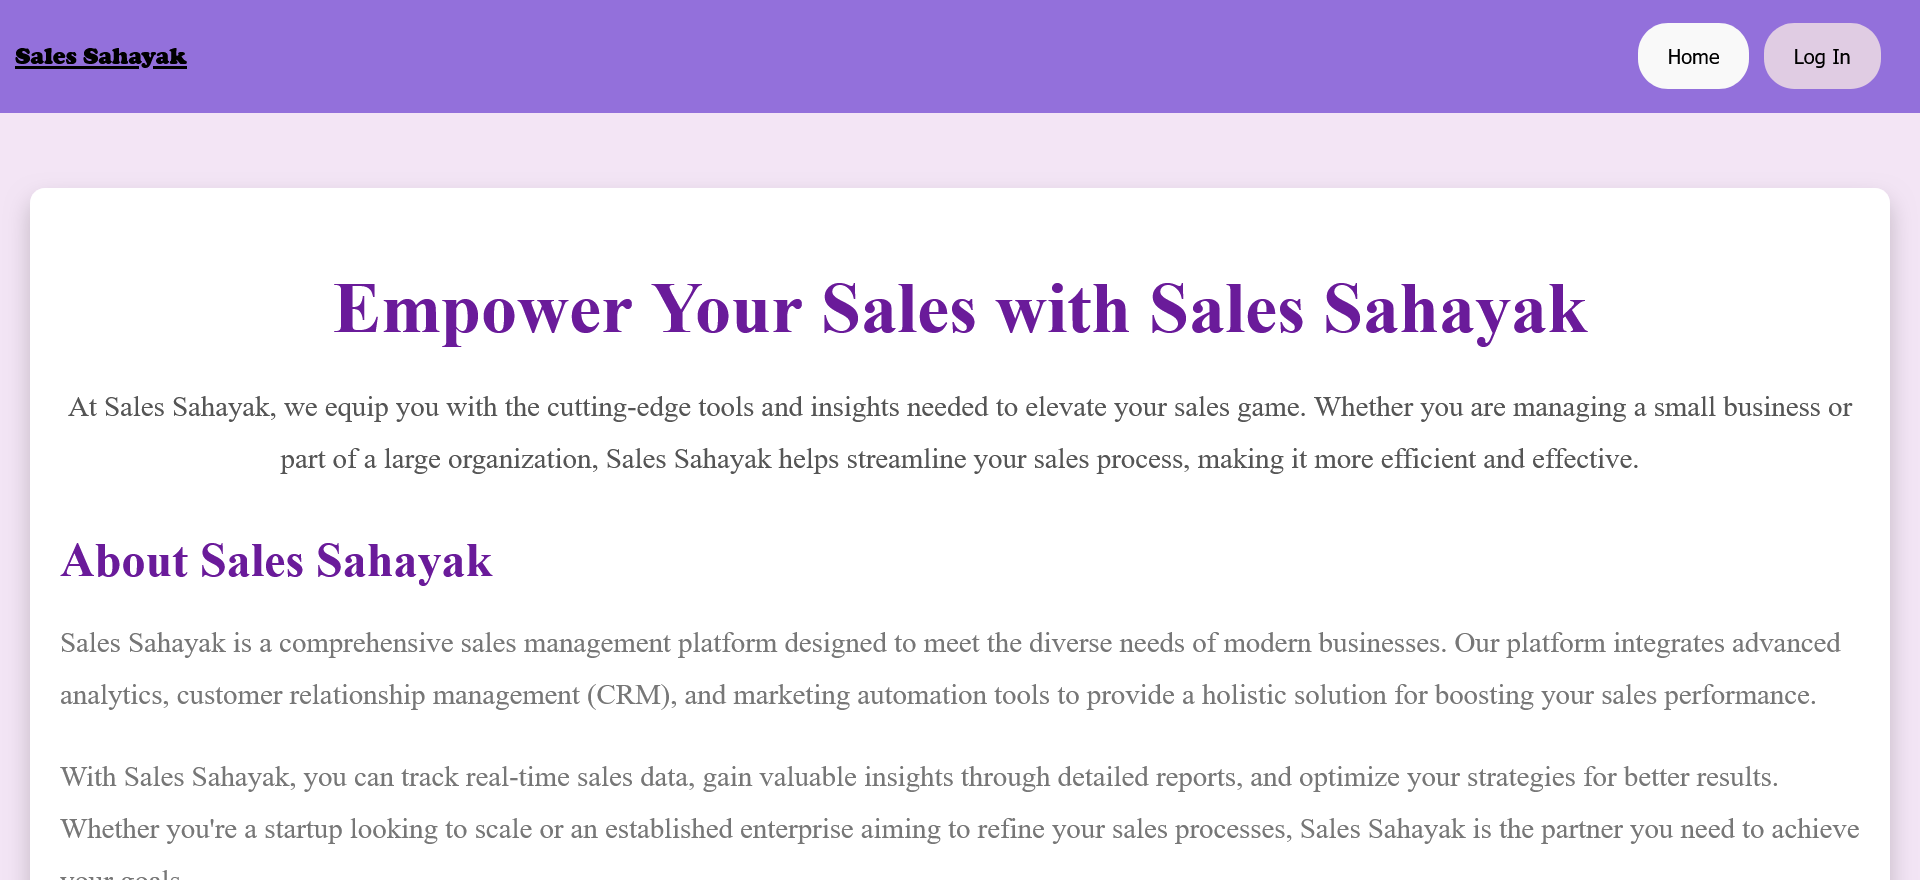 Sales Sahayak
Home
Log In
Empower Your Sales with Sales Sahayak
At Sales Sahayak, we equip you with the cutting-edge tools and insights needed to elevate your sales game. Whether you are managing a small business or
part of a large organization, Sales Sahayak helps streamline your sales process, making it more efficient and effective.
About Sales Sahayak
Sales Sahayak is a comprehensive sales management platform designed to meet the diverse needs of modern businesses. Our platform integrates advanced
analytics, customer relationship management (CRM), and marketing automation tools to provide a holistic solution for boosting your sales performance.
With Sales Sahayak, you can track real-time sales data, gain valuable insights through detailed reports, and optimize your strategies for better results.
Whether you're a startup looking to scale or an established enterprise aiming to refine your sales processes, Sales Sahayak is the partner you need to achieve
your goals.